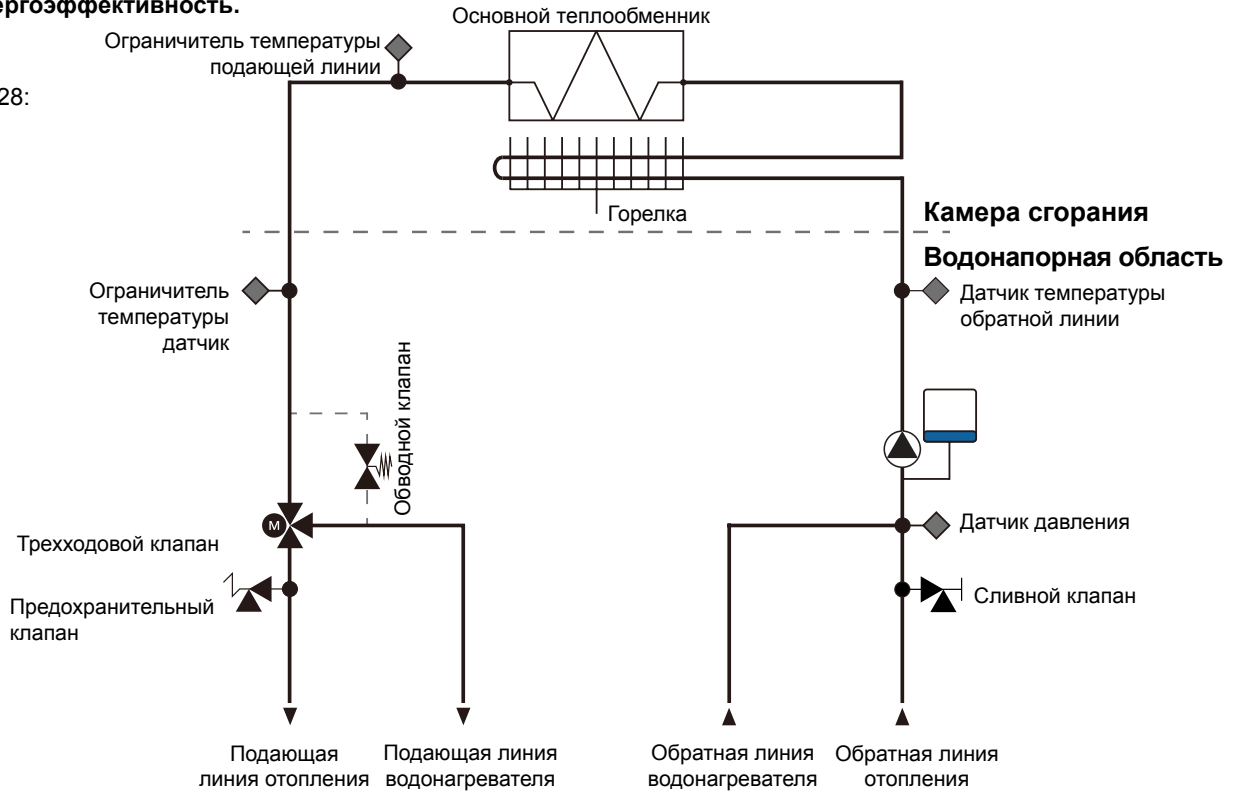 ергоэффективность.
28:
Основной теплообменник
Ограничитель температуры
подающей линии
Горелка
Камера сгорания
Водонапорная область
Ограничитель
температуры
датчик
Датчик температуры
обратной линии
Обводной клапан
M
Трехходовой клапан
Датчик давления
Предохранительный
клапан
Сливной клапан
Подающая
линия отопления
Подающая линия
водонагревателя
Обратная линия
водонагревателя
Обратная линия
отопления